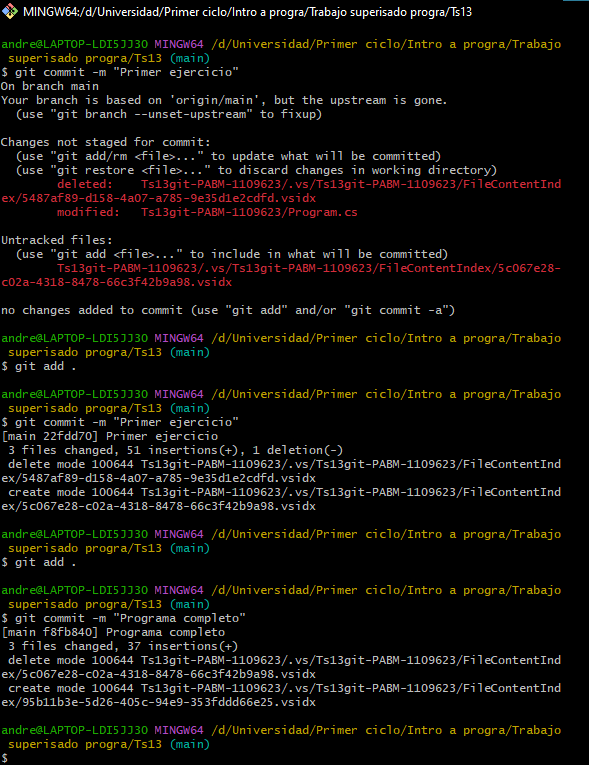 MINGW64:/d/Universidad/Primer ciclo/Intro a progra/Trabajo superisado progra/Ts13
andre@LAPTOP-LDI5JJ3O MINGW64 /d/Universidad/Primer ciclo/Intro a progra/Trabajo
superisado progra/Ts13 (main)
$ git commit -m "Primer ejercicio"
On branch main
Your branch is based on 'origin/main', but the upstream is gone.
(use "git branch --unset-upstream" to fixup)
Changes not staged for commit:
(use "git add/rm <file>..." to update what will be committed)
(use "git restore <file>..." to discard changes in working directory)
deleted:    Ts13git-PABM-1109623/.vs/Ts13git-PABM-1109623/FileContentInd
ex/5487af89-d158-4a07-a785-9e35d1e2cdfd.vsidx
modified:   Ts13git-PABM-1109623/Program.cs
Untracked files:
(use "git add <file>..." to include in what will be committed)
Ts13git-PABM-1109623/.vs/Ts13git-PABM-1109623/FileContentIndex/5c067e28-
c02a-4318-8478-66c3f42b9a98.vsidx
no changes added to commit (use "git add" and/or "git commit -a")
andre@LAPTOP-LDI5JJ3O MINGW64 /d/Universidad/Primer ciclo/Intro a progra/Trabajo
superisado progra/Ts13 (main)
$ git add .
andre@LAPTOP-LDI5JJ3O MINGW64 /d/Universidad/Primer ciclo/Intro a progra/Trabajo
superisado progra/Ts13 (main)
$ git commit -m "Primer ejercicio"
[main 22fdd70] Primer ejercicio
3 files changed, 51 insertions(+), 1 deletion(-)
delete mode 100644 Ts13git-PABM-1109623/.vs/Ts13git-PABM-1109623/FileContentInd
ex/5487af89-d158-4a07-a785-9e35d1e2cdfd.vsidx
create mode 100644 Ts13git-PABM-1109623/.vs/Ts13git-PABM-1109623/FileContentInd
ex/5c067e28-c02a-4318-8478-66c3f42b9a98.vsidx
andre@LAPTOP-LDI5JJ3O MINGW64 /d/Universidad/Primer ciclo/Intro a progra/Trabajo
superisado progra/Ts13 (main)
$ git add .
andre@LAPTOP-LDI5JJ3O MINGW64 /d/Universidad/Primer ciclo/Intro a progra/Trabajo
superisado progra/Ts13 (main)
$ git commit -m "Programa completo"
[main f8fb840] Programa completo
3 files changed, 37 insertions(+)
delete mode 100644 Ts13git-PABM-1109623/.vs/Ts13git-PABM-1109623/FileContentInd
ex/5c067e28-c02a-4318-8478-66c3f42b9a98.vsidx
create mode 100644 Ts13git-PABM-1109623/.vs/Ts13git-PABM-1109623/FileContentInd
ex/95b11b3e-5d26-405c-94e9-353fddd66e25.vsidx
andre@LAPTOP-LDI5JJ3O MINGW64 /d/Universidad/Primer ciclo/Intro a progra/Trabajo
superisado progra/Ts13 (main)
$